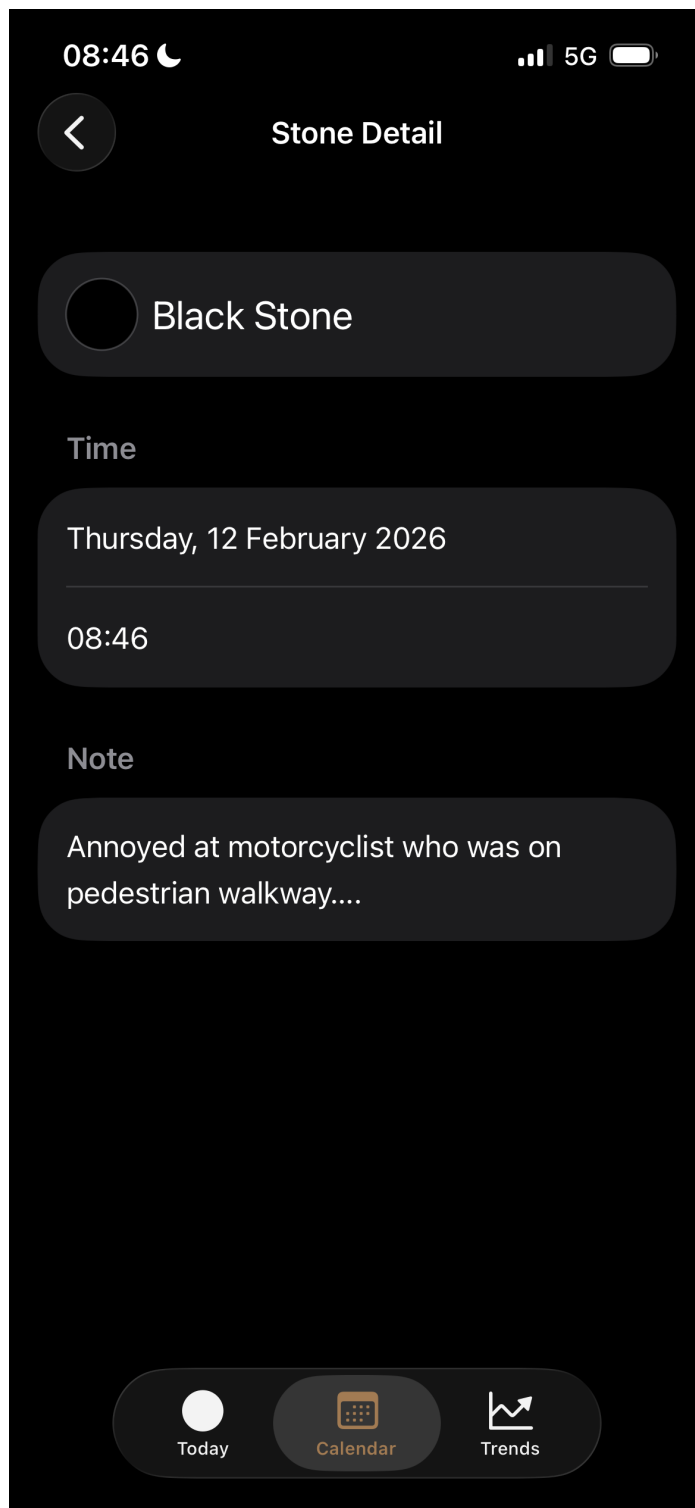 08:46
5G
Stone Detail
Black Stone
Time
Thursday, 12 February 2026
08:46
Note
Annoyed at motorcyclist who was on
pedestrian walkway....
Today
Calendar
Trends